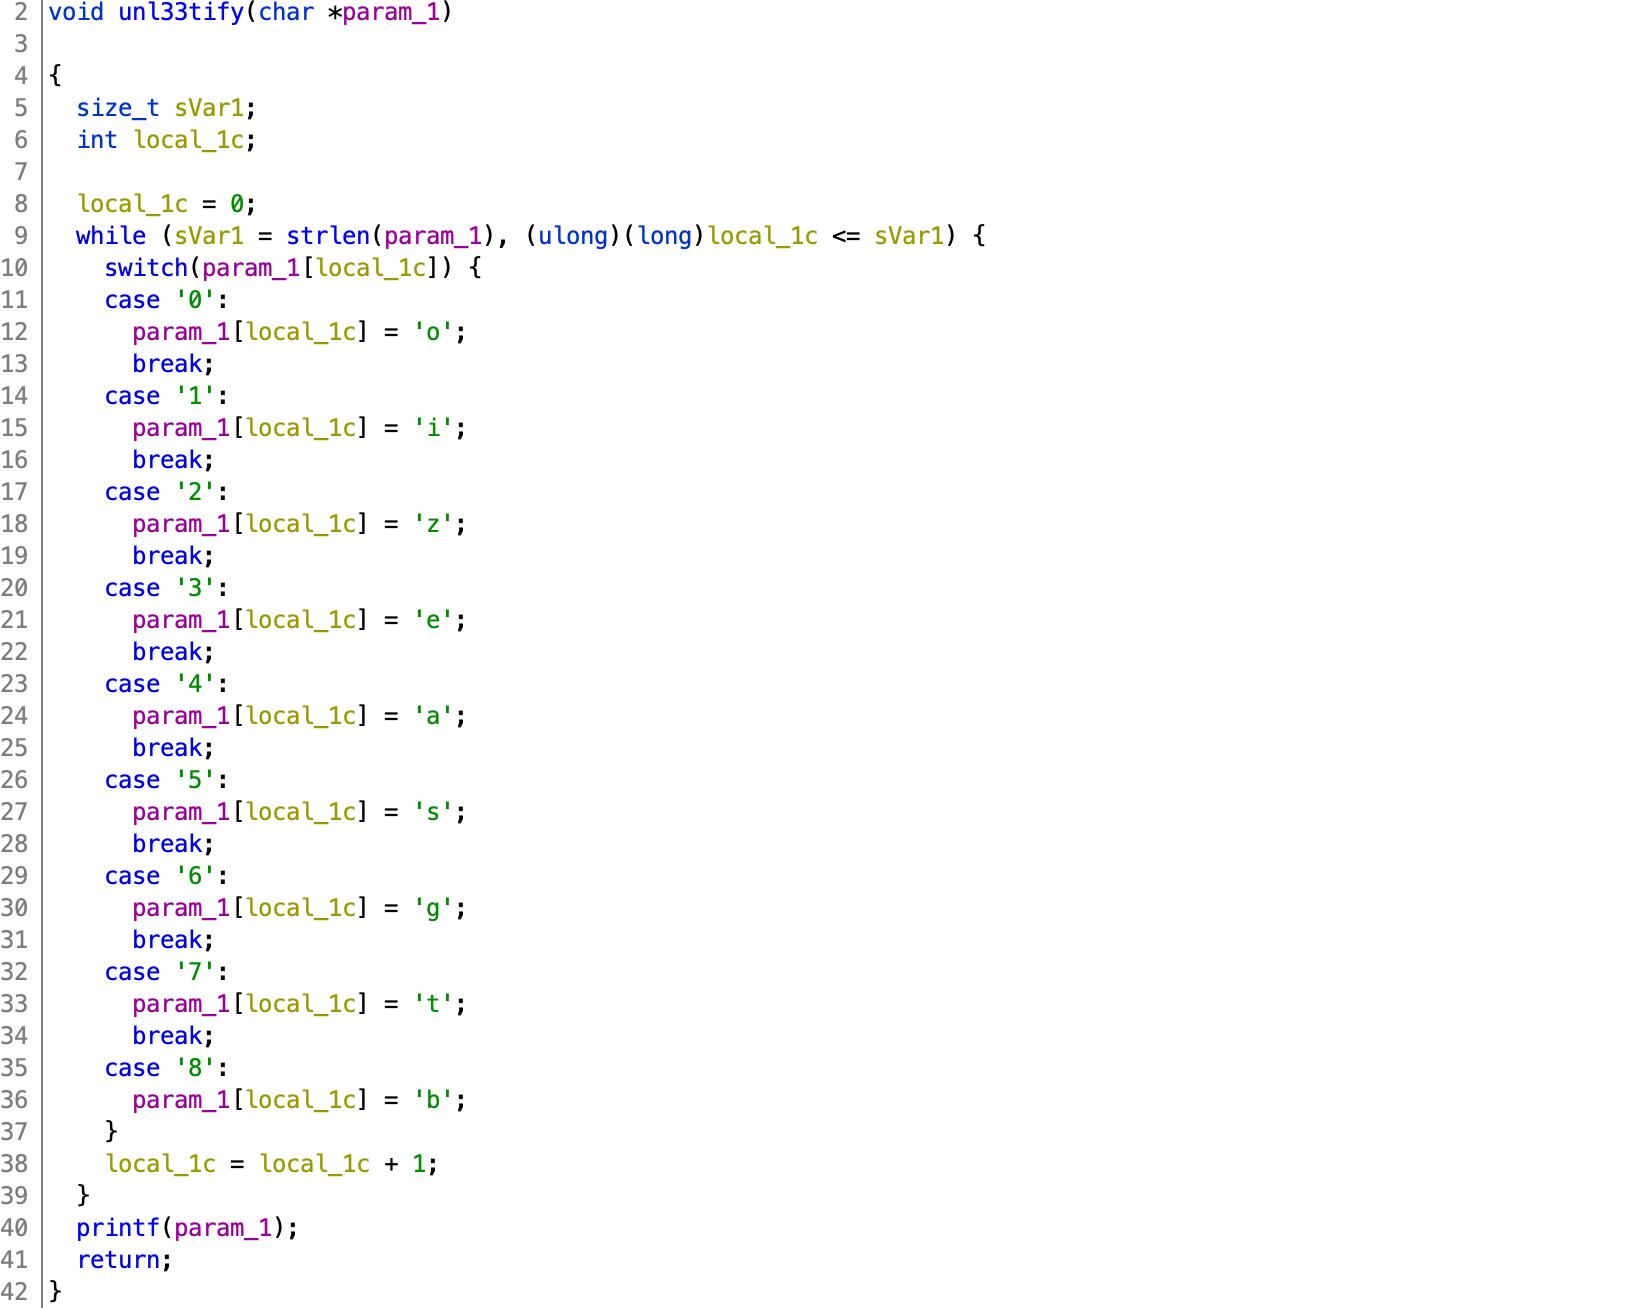 2 void unl33tify(char *param_1)
3
4 {
5   size_t sVar1;
6   int local_1c;
7
8   local_1c = 0;
9   while (sVar1 = strlen(param_1), (ulong)(long)local_1c <= sVar1) {
10     switch(param_1[local_1c]) {
11     case '0':
12       param_1[local_1c] = 'o';
13       break;
14     case '1':
15       param_1[local_1c] = 'i';
16       break;
17     case '2':
18       param_1[local_1c] = 'z';
19       break;
20     case '3':
21       param_1[local_1c] = 'e';
22       break;
23     case '4':
24       param_1[local_1c] = 'a';
25       break;
26     case '5':
27       param_1[local_1c] = 's';
28       break;
29     case '6':
30       param_1[local_1c] = 'g';
31       break;
32     case '7':
33       param_1[local_1c] = 't';
34       break;
35     case '8':
36       param_1[local_1c] = 'b';
37     }
38     local_1c = local_1c + 1;
39   }
40   printf(param_1);
41   return;
42 }